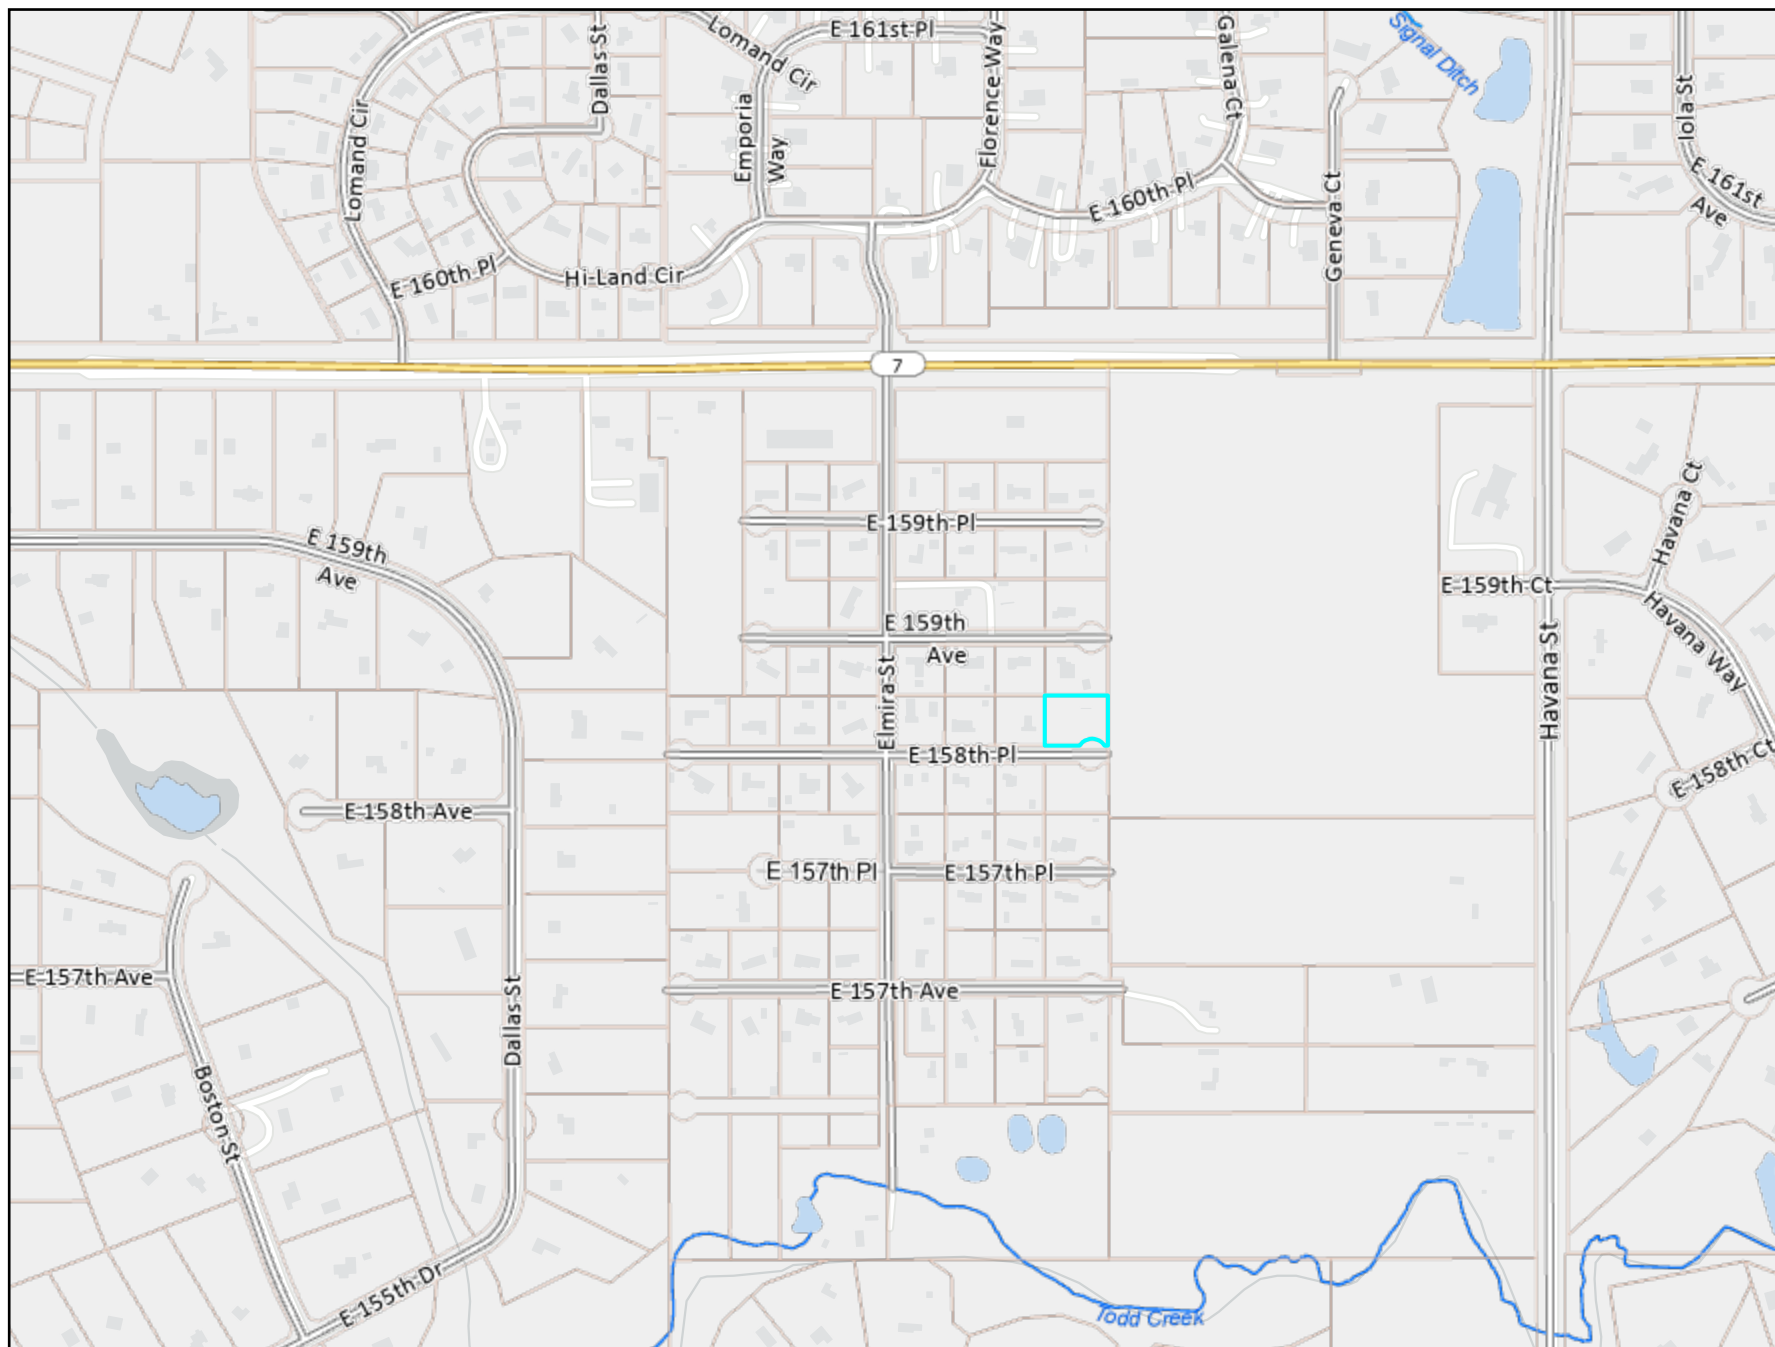 Signal Ditch
Lomand Cir
E 161st Pl
Dallas St
Florence Way
Galena Ct
Iola St
Lomand Cir
Emporia
Way
E 161st
Ave
E 160th Pl
Geneva Ct
E 160th Pl
Hi-Land Cir
7
Havana Ct
E 159th Pl
E 159th
Ave
E 159th Ct
Havana Way
E 159th
Ave
Elmira St
Havana St
E 158th Pl
E 158th Ct
E 158th Ave
E 157th Pl
E 157th Pl
E 157th Ave
E 157th Ave
Dallas St
Boston St
E 155th Dr
Todd Creek